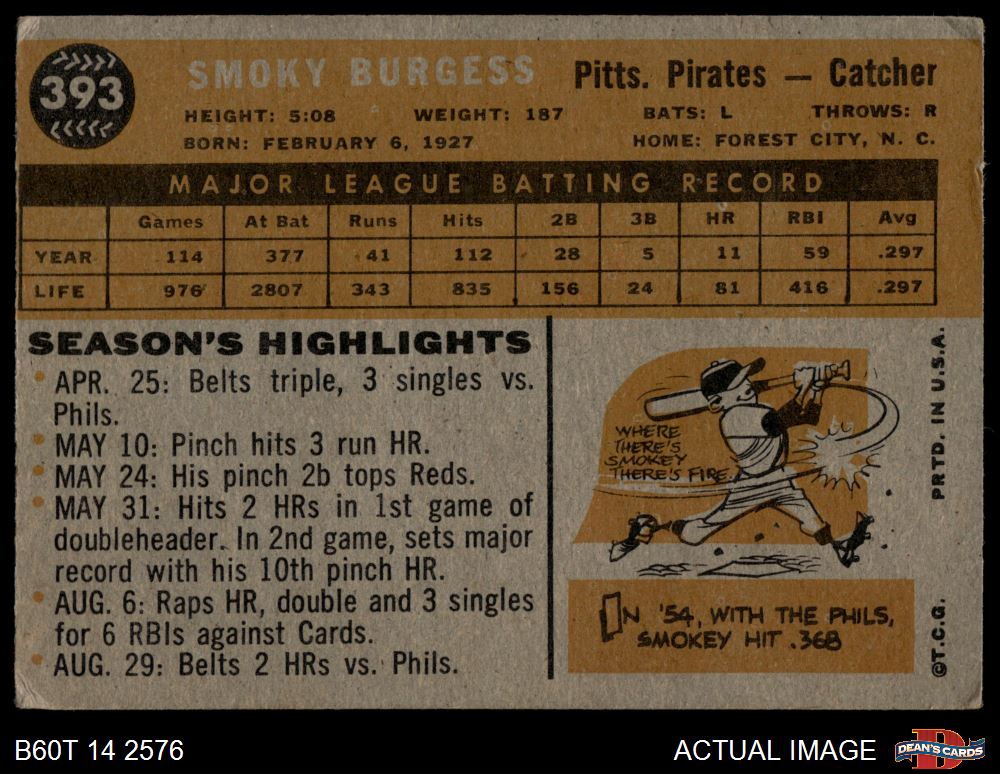 393
SMOKY BURGESS Pitts. Pirates — Catcher
HEIGHT: 5:08 WEIGHT: 187 BATS: L THROWS: R
BORN: FEBRUARY 6, 1927 HOME: FOREST CITY, N. C.
MAJOR LEAGUE BATTING RECORD
Games At Bat Runs Hits 2B 3B HR RBI Avg
YEAR 114 377 41 112 28 5 11 59 .297
LIFE 976 2807 343 835 156 24 81 416 .297
SEASON'S HIGHLIGHTS
APR. 25: Belts triple, 3 singles vs.
Phils.
MAY 10: Pinch hits 3 run HR.
MAY 24: His pinch 2b tops Reds.
MAY 31: Hits 2 HRs in 1st game of
doubleheader. In 2nd game, sets major
record with his 10th pinch HR.
AUG. 6: Raps HR, double and 3 singles
for 6 RBIs against Cards.
AUG. 29: Belts 2 HRs vs. Phils.
WHERE
THERE'S
SMOKEY
THERE'S FIRE.
IN '54, WITH THE PHILS,
SMOKEY HIT .368
PRTD. IN U.S.A.
©T.C.G.
B60T 14 2576
ACTUAL IMAGE
DEAN'S CARDS